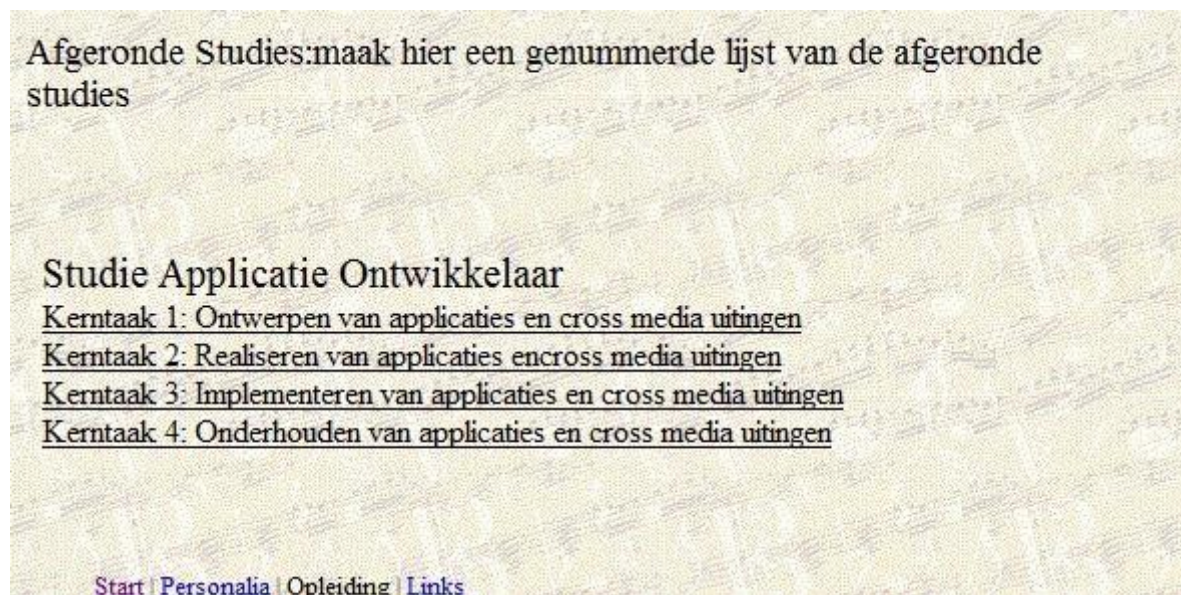 Afgeronde Studies:maak hier een genummerde lijst van de afgeronde
studies
Studie Applicatie Ontwikkelaar
Kerntaak 1: Ontwerpen van applicaties en cross media uitingen
Kerntaak 2: Realiseren van applicaties encross media uitingen
Kerntaak 3: Implementeren van applicaties en cross media uitingen
Kerntaak 4: Onderhouden van applicaties en cross media uitingen
Start | Personalia | Opleiding | Links